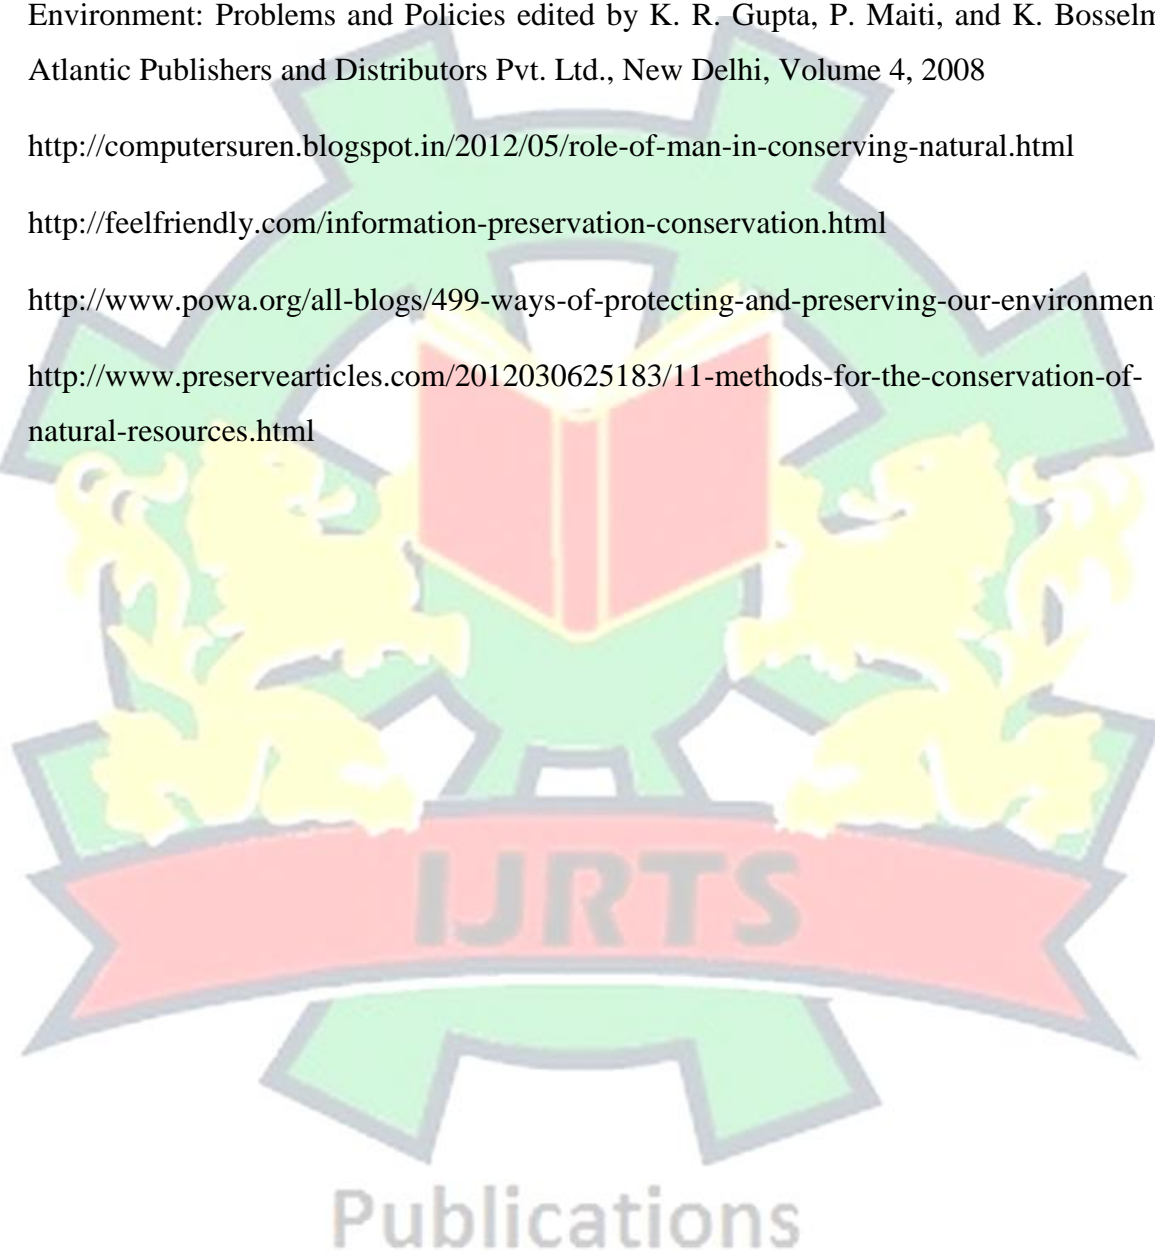 Environment: Problems and Policies edited by K. R. Gupta, P. Maiti, and K.
Atlantic Publishers and Distributors Pvt. Ltd., New Delhi, Volume 4, 2008
http://computersuren.blogspot.in/2012/05/role-of-man-in-conserving-natural.html
http://feelfriendly.com/information-preservation-conservation.html
http://www.powa.org/all-blogs/499-ways-of-protecting-and-preserving-our-environment
http://www.preservearticles.com/2012030625183/11-methods-for-the-conservation-of-
natural-resources.html
IJRTS
Publications